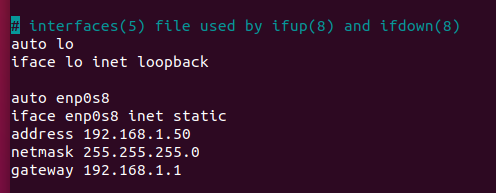 # interfaces(5) file used by ifup(8) and ifdown(8)
auto lo
iface lo inet loopback
auto enp0s8
iface enp0s8 inet static
address 192.168.1.50
netmask 255.255.255.0
gateway 192.168.1.1